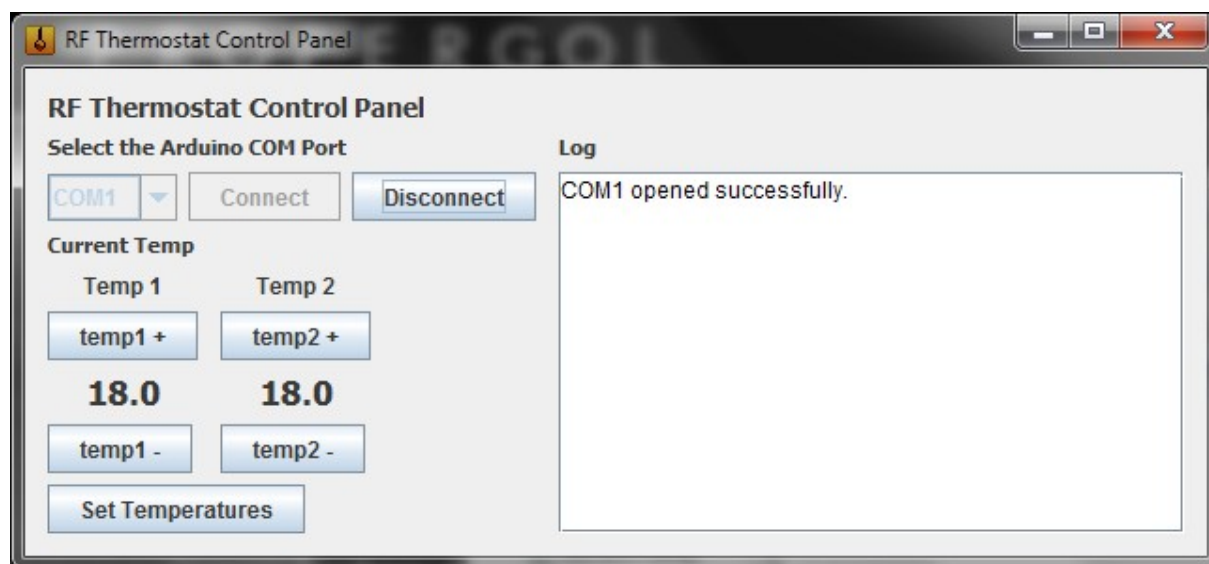 RF Thermostat Control Panel
RF Thermostat Control Panel
Select the Arduino COM Port
COM1 Connect Disconnect
Current Temp
Temp 1 Temp 2
temp1 + temp2 +
18.0 18.0
temp1 - temp2 -
Set Temperatures
Log
COM1 opened successfully.